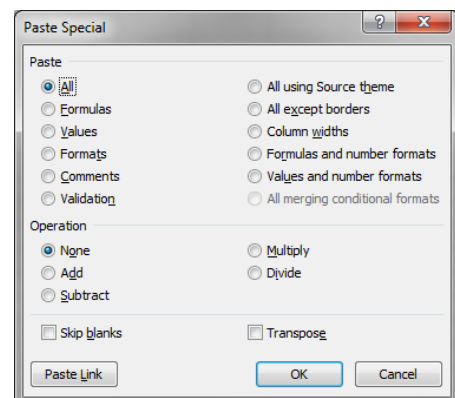 Paste Special
Paste
All
All using Source theme
Formulas
All except borders
Values
Column widths
Formats
Formulas and number formats
Comments
Values and number formats
Validation
All merging conditional formats
Operation
None
Multiply
Add
Divide
Subtract
Skip blanks
Transpose
Paste Link
OK
Cancel